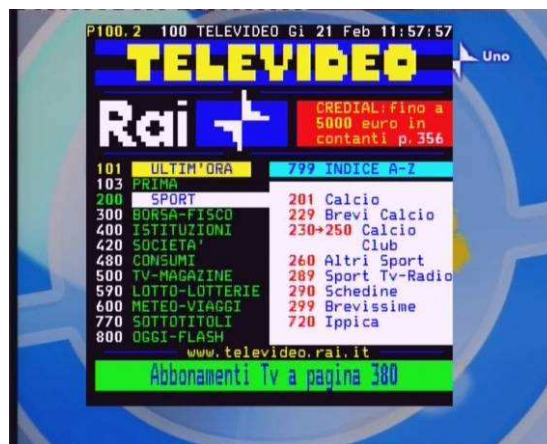 P100.2 100 TELEVIDEO Gi 21 Feb 11:57:57
TELEVIDEO
Uno
Rai
CREDIAL: fino a
5000 euro in
contanti p.356
101 ULTIM'ORA
103 PRIMA
200 SPORT
300 BORSA-FISCO
400 ISTITUZIONI
420 SOCIETA'
480 CONSUMI
500 TV-MAGAZINE
590 LOTTO-LOTTERIE
600 METEO-VIAGGI
770 SOTTOTITOLI
800 OGGI-FLASH
799 INDICE A-Z
201 Calcio
229 Brevi Calcio
230→250 Calcio
Club
260 Altri Sport
289 Sport Tv-Radio
290 Schedine
299 Brevissime
720 Ippica
www.televideo.rai.it
Abbonamenti Tv a pagina 380